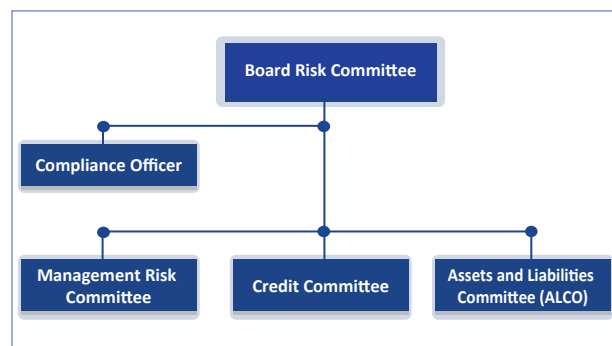 Board Risk Committee
Compliance Officer
Management Risk
Committee
Credit Committee
Assets and Liabilities
Committee (ALCO)